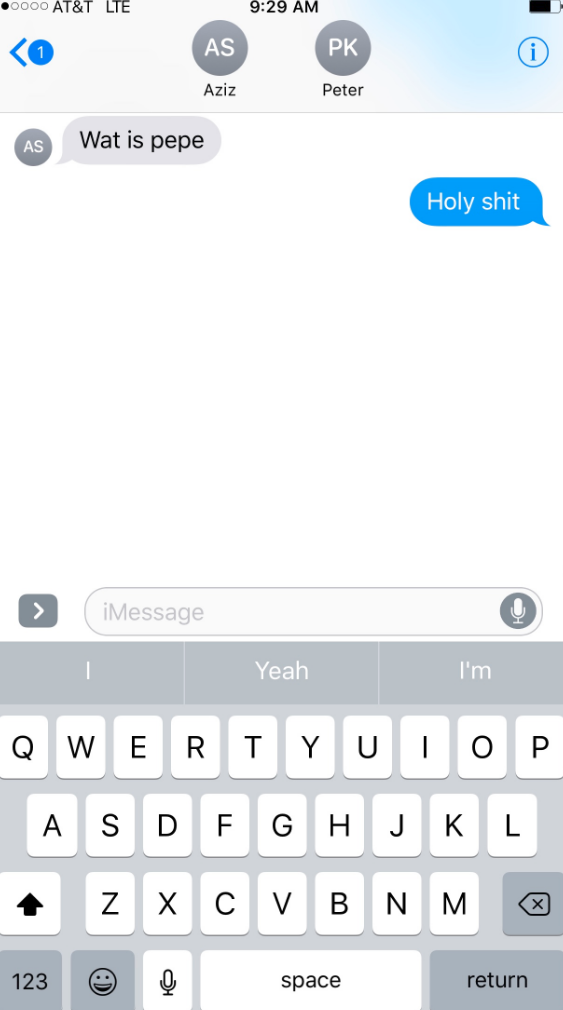 AT&T LTE 9:29 AM
1
AS PK
Aziz Peter
AS Wat is pepe
Holy shit
iMessage
I Yeah I'm
Q W E R T Y U I O P
A S D F G H J K L
Z X C V B N M
123 space return